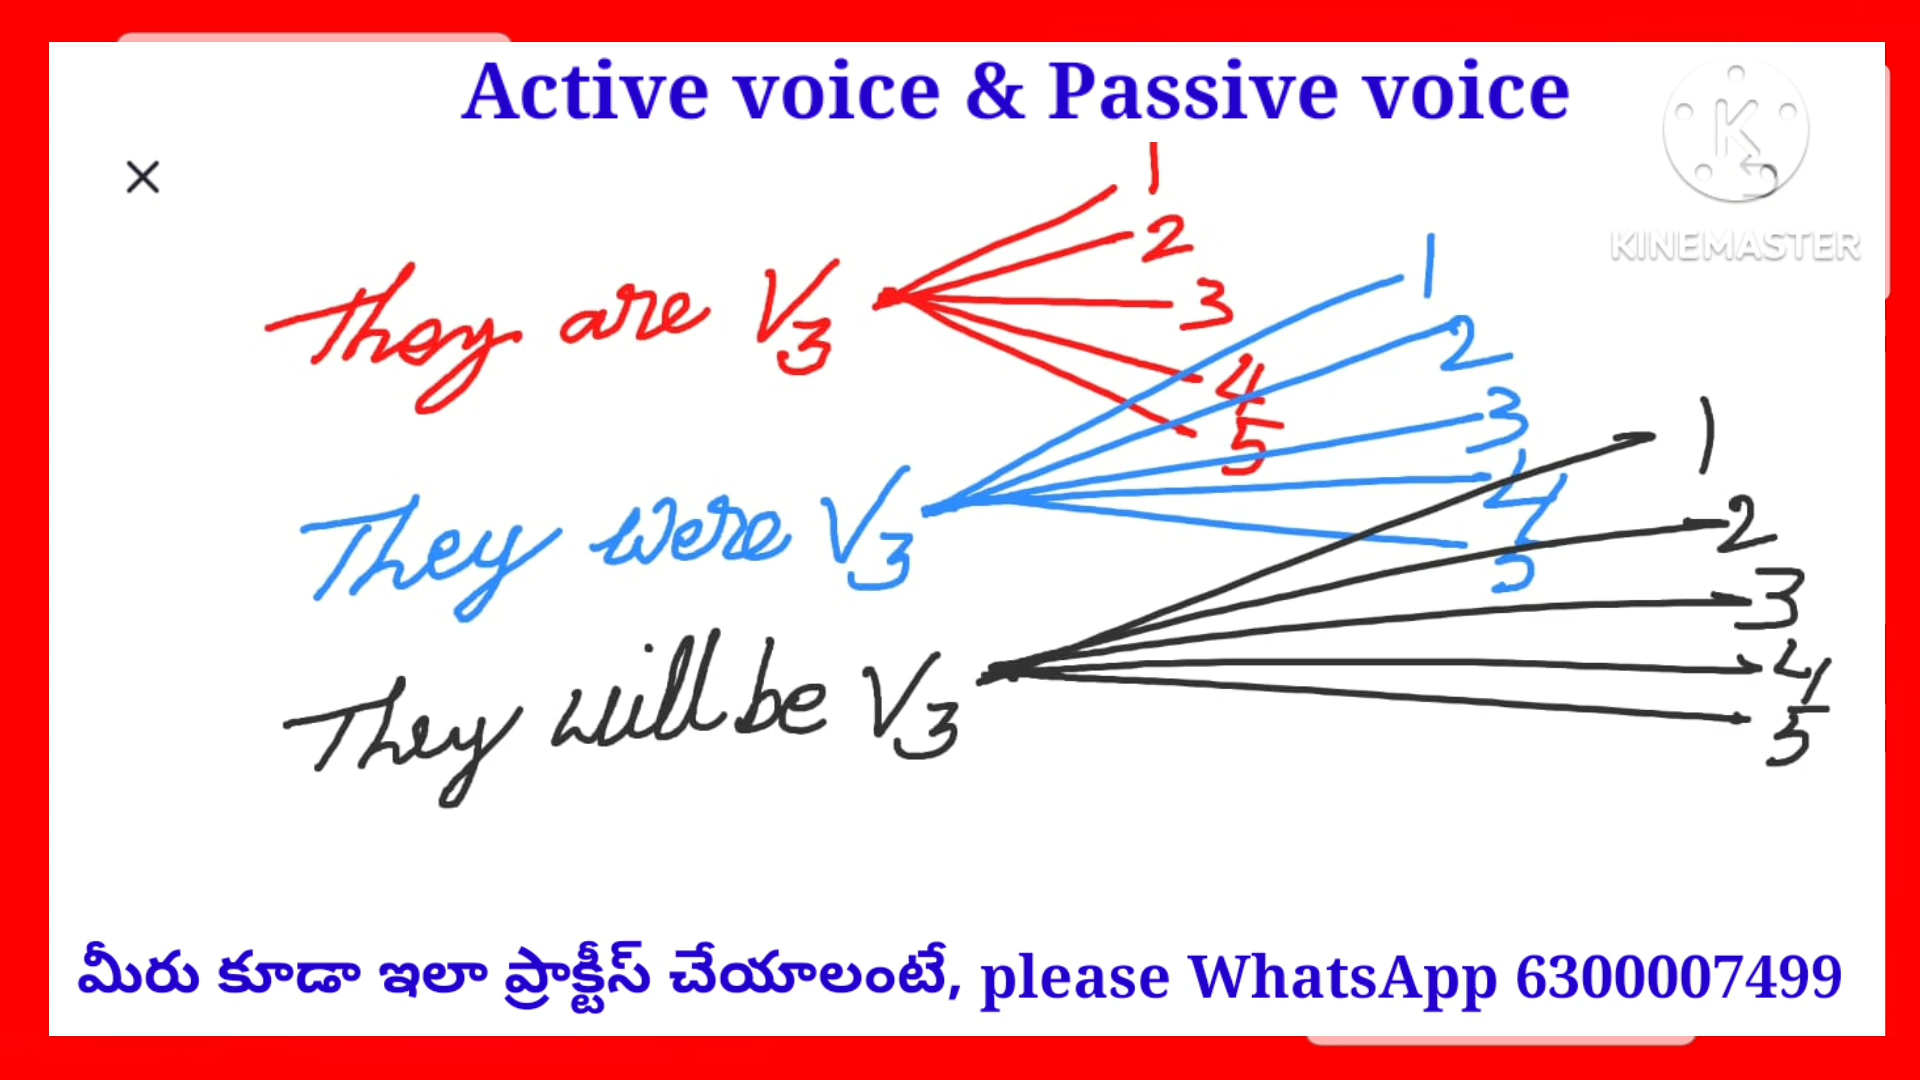 Active voice & Passive voice
KINEMASTER
They are V3
1
2
3
4
5
They were V3
1
2
3
4
5
They will be V3
1
2
3
4
5
మీరు కూడా ఇలా ప్రాక్టీస్ చేయాలంటే, please WhatsApp 6300007499